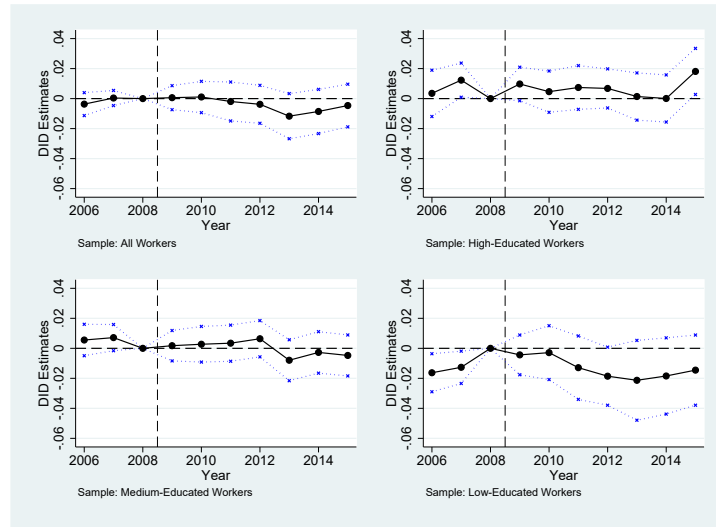 .04
.02
0
-.02
-.04
-.06
DID Estimates
2006 2008 2010 2012 2014
Year
Sample: All Workers
.04
.02
0
-.02
-.04
-.06
DID Estimates
2006 2008 2010 2012 2014
Year
Sample: High-Educated Workers
.04
.02
0
-.02
-.04
-.06
DID Estimates
2006 2008 2010 2012 2014
Year
Sample: Medium-Educated Workers
.04
.02
0
-.02
-.04
-.06
DID Estimates
2006 2008 2010 2012 2014
Year
Sample: Low-Educated Workers